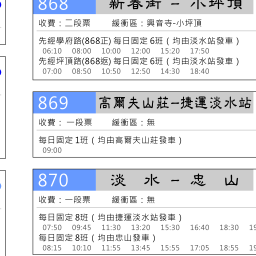 868 新春街 - 小坪頂
收費：二段票 緩衝區：興音寺-小坪頂
先經學府路(868正) 每日固定 6班（均由淡水站發車）
06:10 08:00 10:00 12:00 15:20 17:50
先經坪頂路(868返) 每日固定 6班（均由淡水站發車）
07:00 08:50 10:50 12:50 14:30 18:40
869 高爾夫山莊--捷運淡水站
收費：一段票 緩衝區：無
每日固定 1班（均由高爾夫山莊發車）
09:00
870 淡 水 -- 忠 山
收費：一段票 緩衝區：無
每日固定 8班（均由捷運淡水站發車）
07:50 09:45 11:30 13:20 15:30 16:40 18:30
每日固定 8班（均由忠山發車）
08:15 10:10 11:55 13:45 15:55 17:05 18:55